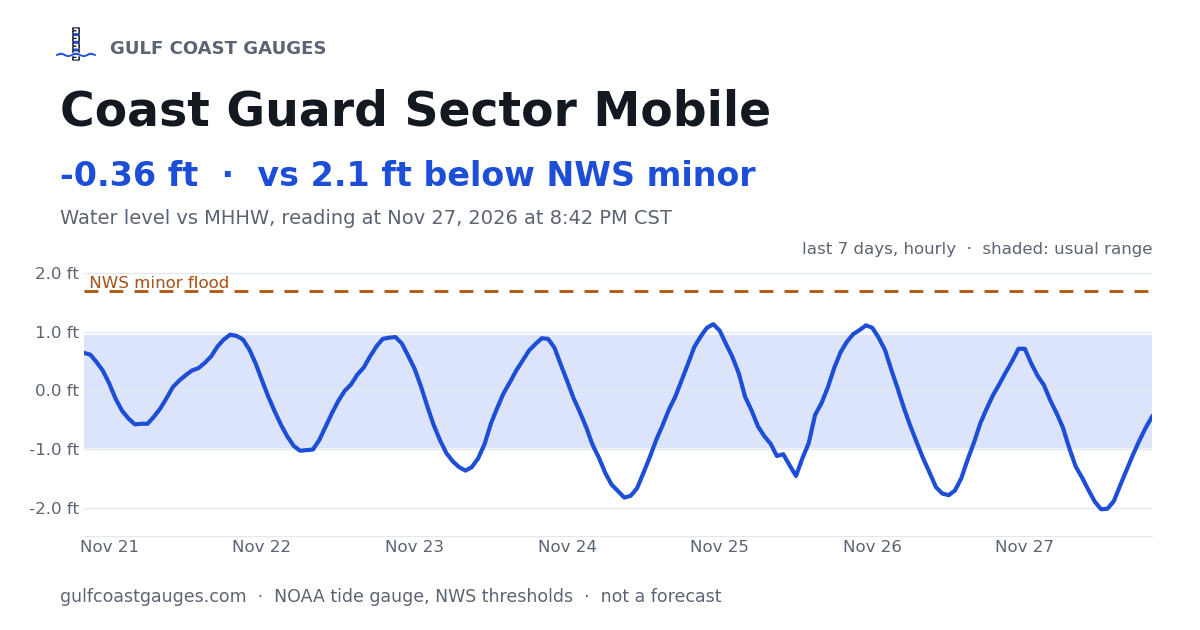 GULF COAST GAUGES
Coast Guard Sector Mobile
-0.36 ft · vs 2.1 ft below NWS minor
Water level vs MHHW, reading at Nov 27, 2026 at 8:42 PM CST
last 7 days, hourly · shaded: usual range
2.0 ft
NWS minor flood
1.0 ft
0.0 ft
-1.0 ft
-2.0 ft
Nov 21 Nov 22 Nov 23 Nov 24 Nov 25 Nov 26 Nov 27
gulfcoastgauges.com · NOAA tide gauge, NWS thresholds · not a forecast